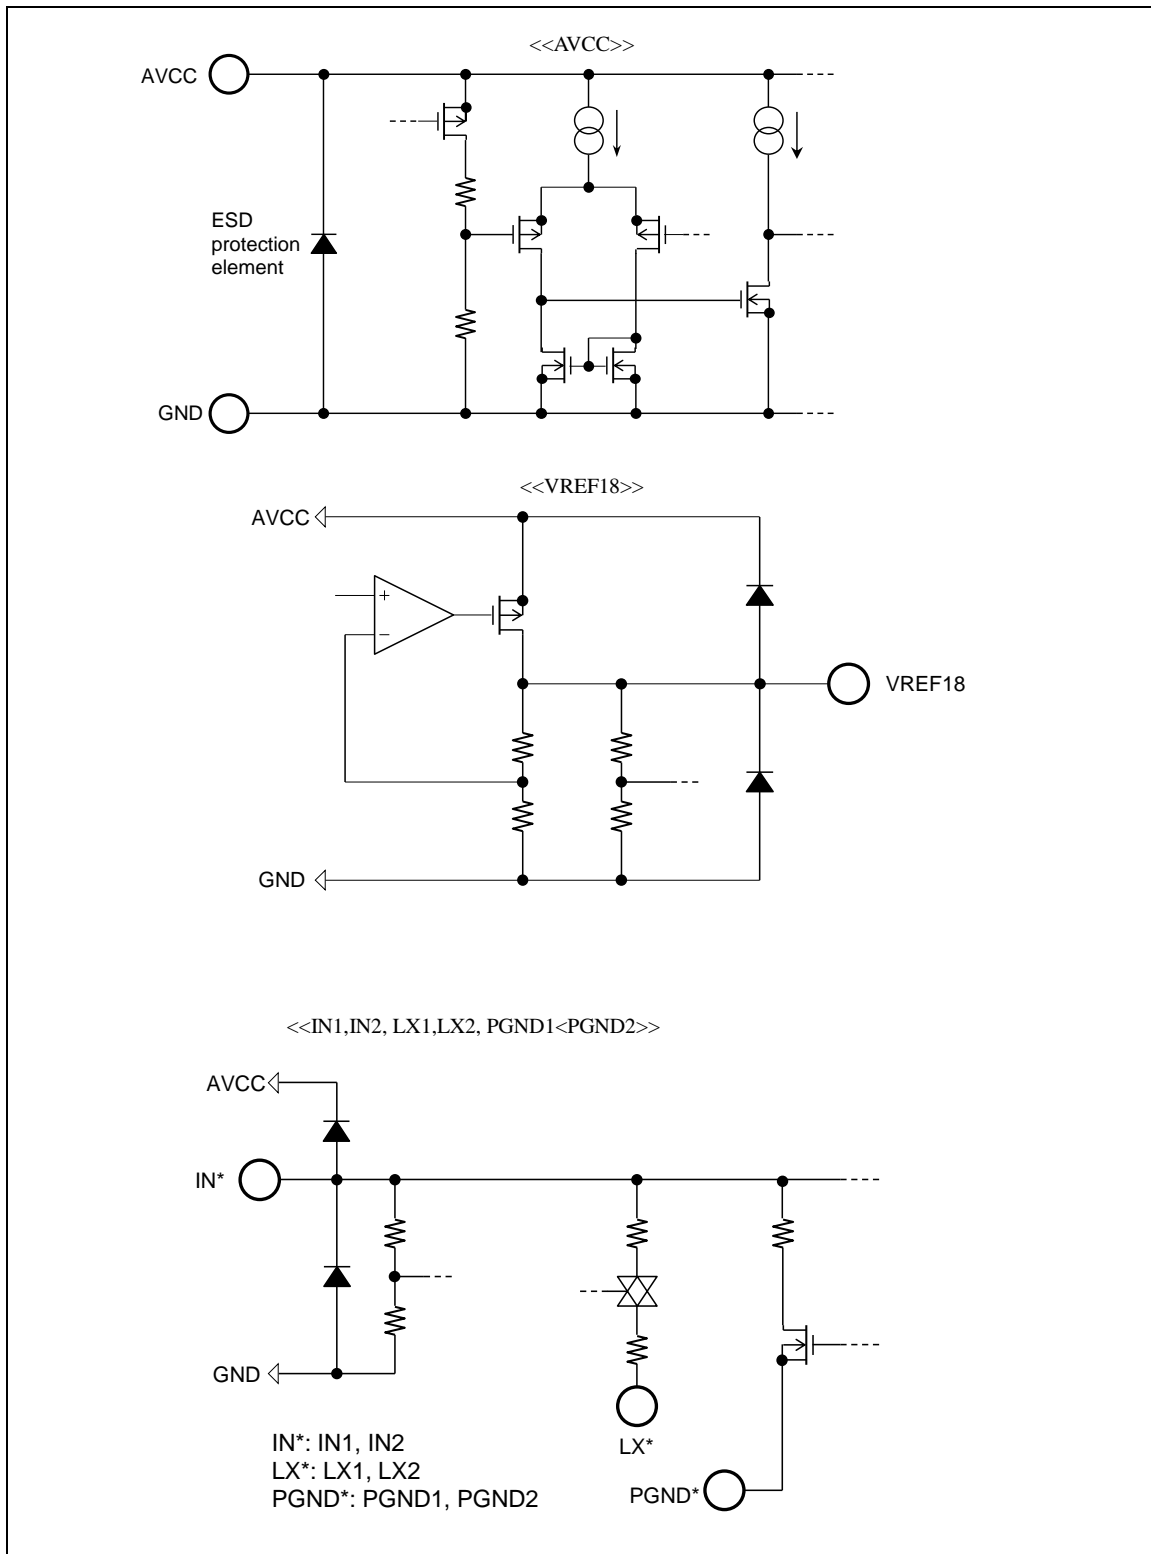 <<AVCC>>
AVCC
ESD
protection
element
GND
<<VREF18>>
AVCC
+
−
VREF18
GND
<<IN1,IN2, LX1,LX2, PGND1<PGND2>>
AVCC
IN*
GND
LX*
IN*: IN1, IN2
LX*: LX1, LX2
PGND*: PGND1, PGND2
PGND*